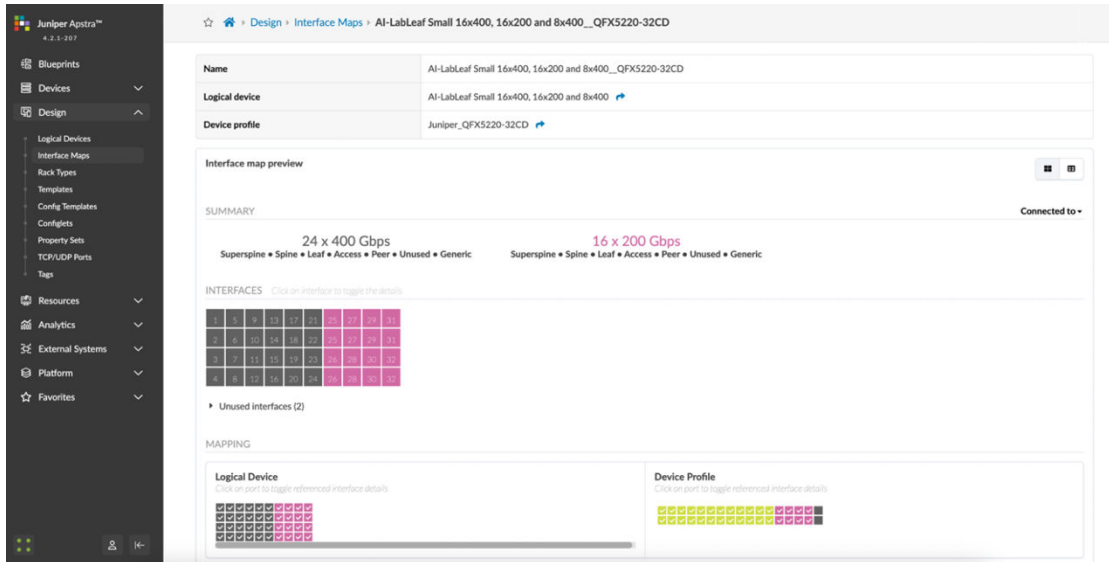 Juniper Apstra™
4.2.1-207
Blueprints
Devices
Design
Logical Devices
Interface Maps
Rack Types
Templates
Config Templates
Configlets
Property Sets
TCP/UDP Ports
Tags
Resources
Analytics
External Systems
Platform
Favorites
Design Interface Maps AI-LabLeaf Small 16x400, 16x200 and 8x400__QFX5220-32CD
Name AI-LabLeaf Small 16x400, 16x200 and 8x400__QFX5220-32CD
Logical device AI-LabLeaf Small 16x400, 16x200 and 8x400
Device profile Juniper_QFX5220-32CD
Interface map preview
SUMMARY Connected to
24 x 400 Gbps 16 x 200 Gbps
Superspine • Spine • Leaf • Access • Peer • Unused • Generic Superspine • Spine • Leaf • Access • Peer • Unused • Generic
INTERFACES Click on interface to toggle the details
1 5 9 13 17 21 25 27 29 31
2 6 10 14 18 22 25 27 29 31
3 7 11 15 19 23 26 28 30 32
4 8 12 16 20 24 26 28 30 32
Unused interfaces (2)
MAPPING
Logical Device Device Profile
Click on port to toggle referenced interface details Click on port to toggle referenced interface details